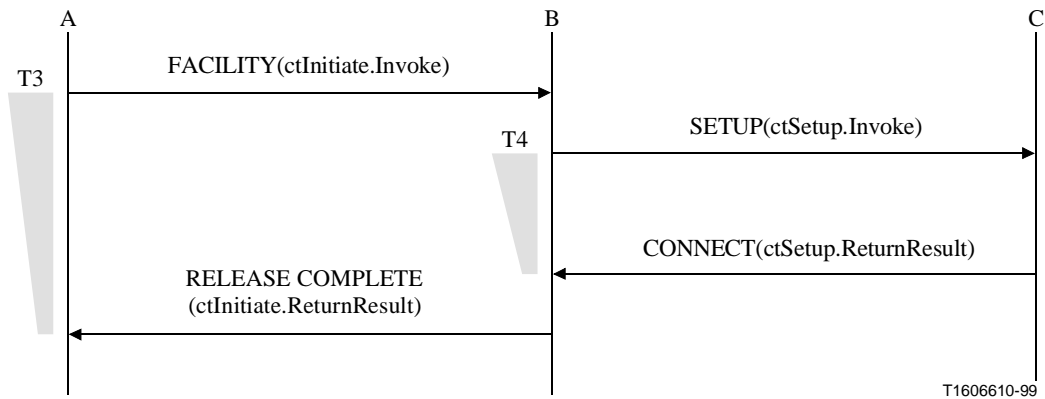 A
B
C
T3
FACILITY(ctInitiate.Invoke)
SETUP(ctSetup.Invoke)
T4
CONNECT(ctSetup.ReturnResult)
RELEASE COMPLETE
(ctInitiate.ReturnResult)
T1606610-99